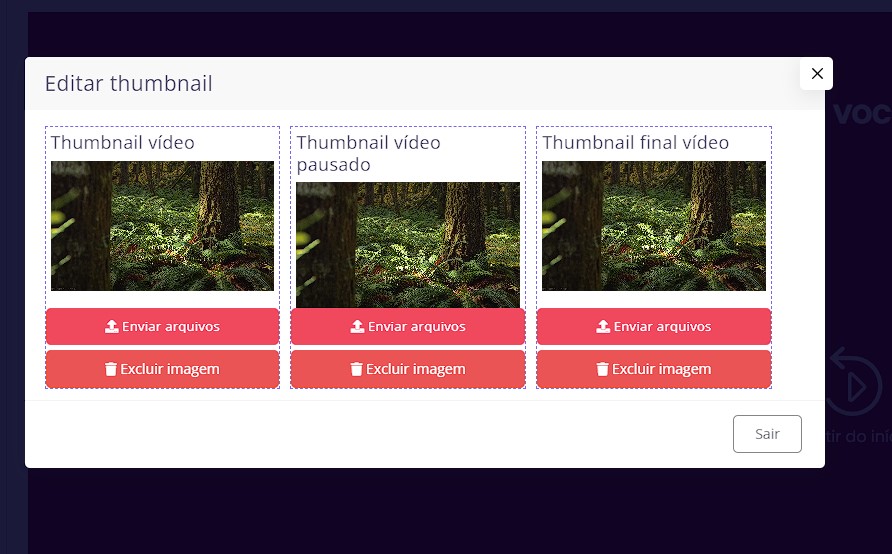 Editar thumbnail
VOC
Thumbnail vídeo
Thumbnail vídeo
pausado
Thumbnail final vídeo
Enviar arquivos
Enviar arquivos
Enviar arquivos
Excluir imagem
Excluir imagem
Excluir imagem
Sair
tir do iní